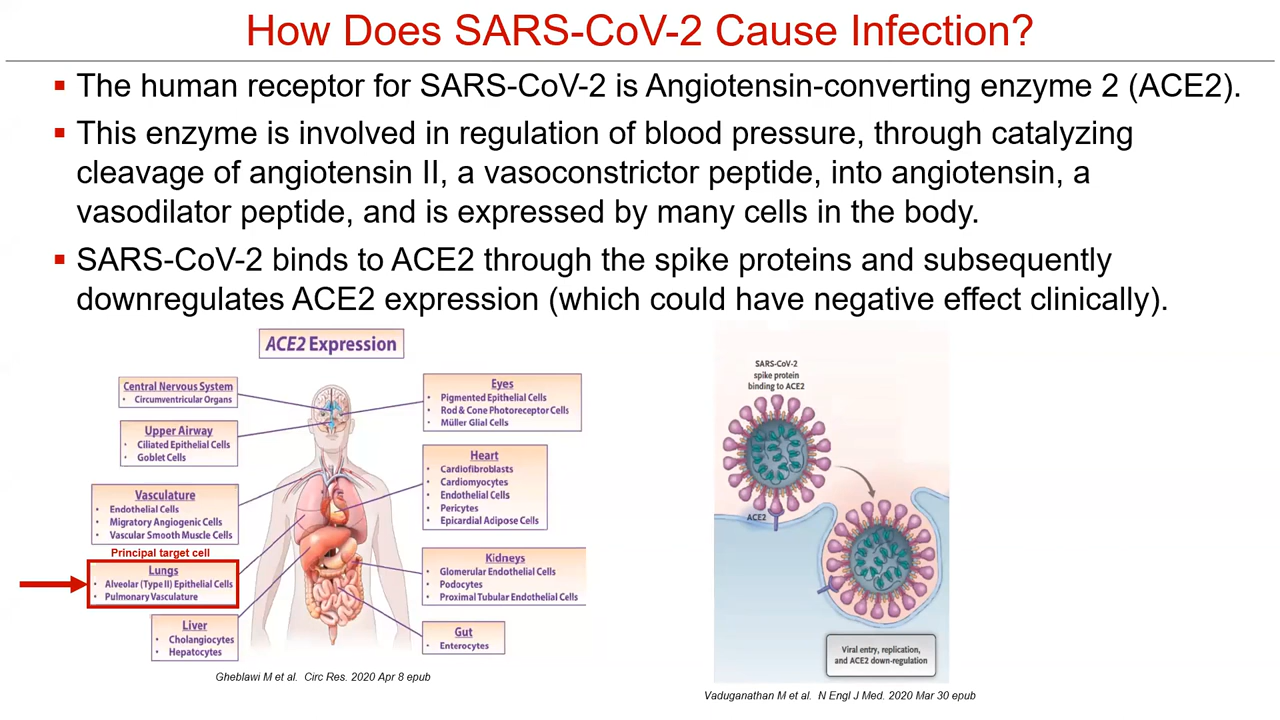 How Does SARS-CoV-2 Cause Infection?
▪ The human receptor for SARS-CoV-2 is Angiotensin-converting enzyme 2 (ACE2).
▪ This enzyme is involved in regulation of blood pressure, through catalyzing
cleavage of angiotensin II, a vasoconstrictor peptide, into angiotensin, a
vasodilator peptide, and is expressed by many cells in the body.
▪ SARS-CoV-2 binds to ACE2 through the spike proteins and subsequently
downregulates ACE2 expression (which could have negative effect clinically).
ACE2 Expression
Central Nervous System
• Circumventricular Organs
Upper Airway
• Ciliated Epithelial Cells
• Goblet Cells
Vasculature
• Endothelial Cells
• Migratory Angiogenic Cells
• Vascular Smooth Muscle Cells
Principal target cell
Lungs
• Alveolar (Type II) Epithelial Cells
• Pulmonary Vasculature
Liver
• Cholangiocytes
• Hepatocytes
Eyes
• Pigmented Epithelial Cells
• Rod & Cone Photoreceptor Cells
• Müller Glial Cells
Heart
• Cardiofibroblasts
• Cardiomyocytes
• Endothelial Cells
• Pericytes
• Epicardial Adipose Cells
Kidneys
• Glomerular Endothelial Cells
• Podocytes
• Proximal Tubular Endothelial Cells
Gut
• Enterocytes
Gheblawi M et al. Circ Res. 2020 Apr 8 epub
SARS-CoV-2
spike protein
binding to ACE2
ACE2
Viral entry, replication,
and ACE2 down-regulation
Vaduganathan M et al. N Engl J Med. 2020 Mar 30 epub